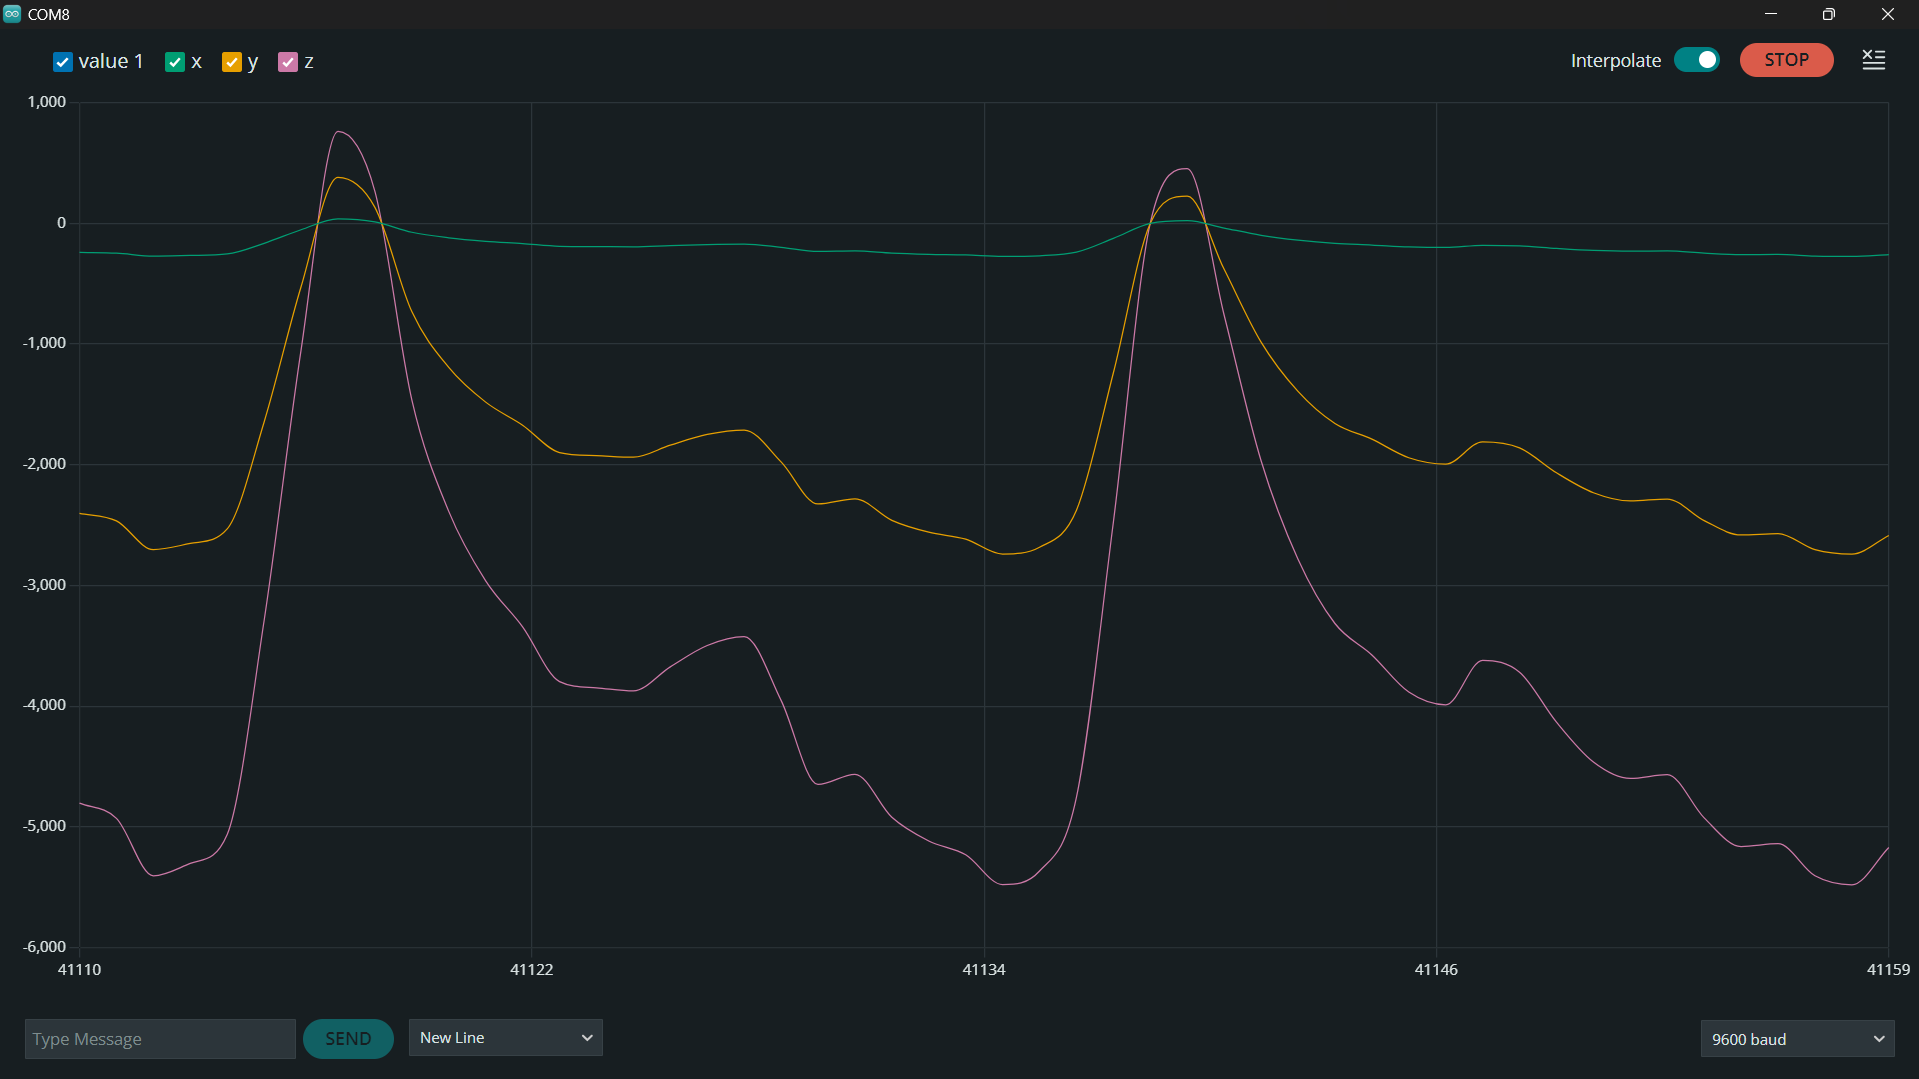 COM8
value 1 x y z
Interpolate STOP
1,000
0
-1,000
-2,000
-3,000
-4,000
-5,000
-6,000
41110 41122 41134 41146 41159
Type Message SEND New Line 9600 baud